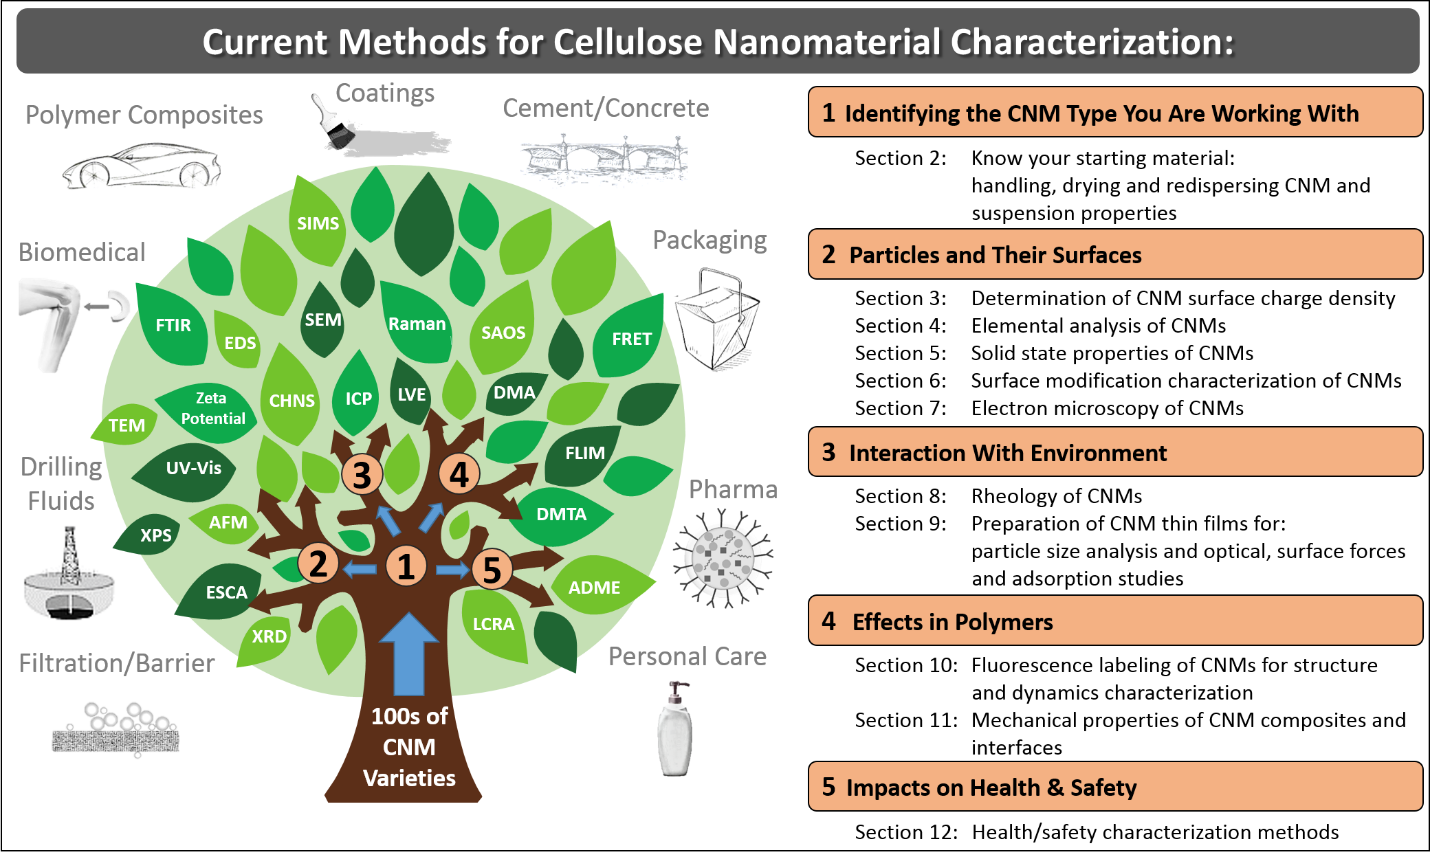 Current Methods for Cellulose Nanomaterial Characterization:
Polymer Composites
Coatings
Cement/Concrete
Biomedical
Packaging
Drilling
Fluids
Pharma
Filtration/Barrier
Personal Care
SIMS
FTIR
EDS
SEM
Raman
SAOS
FRET
TEM
Zeta
Potential
CHNS
ICP
LVE
DMA
UV-Vis
FLIM
XPS
AFM
DMTA
ESCA
ADME
XRD
LCRA
3
4
2
1
5
100s of
CNM
Varieties
1 Identifying the CNM Type You Are Working With
Section 2: Know your starting material:
handling, drying and redispersing CNM and
suspension properties
2 Particles and Their Surfaces
Section 3: Determination of CNM surface charge density
Section 4: Elemental analysis of CNMs
Section 5: Solid state properties of CNMs
Section 6: Surface modification characterization of CNMs
Section 7: Electron microscopy of CNMs
3 Interaction With Environment
Section 8: Rheology of CNMs
Section 9: Preparation of CNM thin films for:
particle size analysis and optical, surface forces
and adsorption studies
4 Effects in Polymers
Section 10: Fluorescence labeling of CNMs for structure
and dynamics characterization
Section 11: Mechanical properties of CNM composites and
interfaces
5 Impacts on Health & Safety
Section 12: Health/safety characterization methods